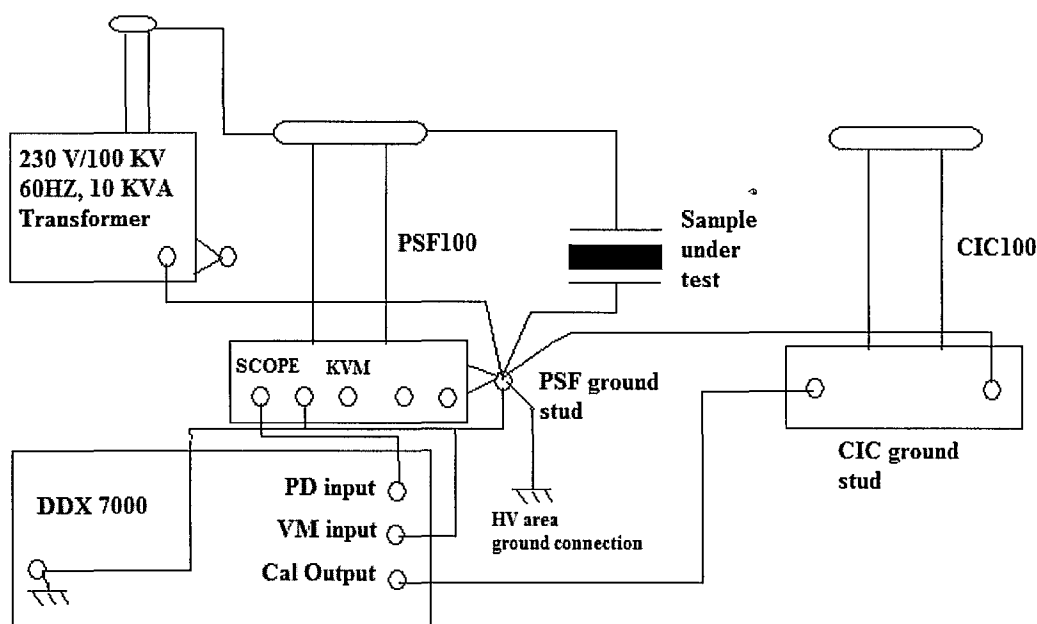 230 V/100 KV
60HZ, 10 KVA
Transformer
PSF100
Sample
under
test
CIC100
SCOPE KVM
PSF ground
stud
CIC ground
stud
DDX 7000
PD input
VM input
Cal Output
HV area
ground connection